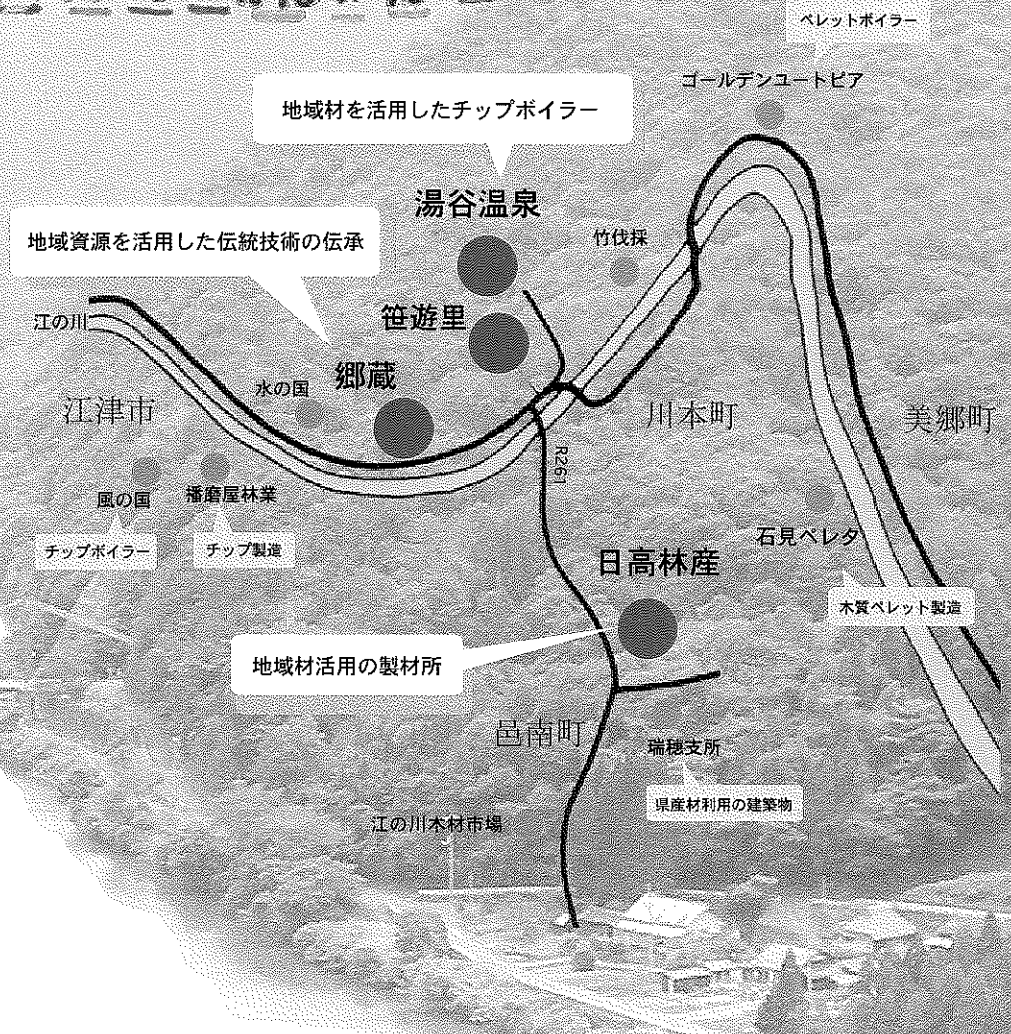 ペレットボイラー
ゴールデンユートピア
地域材を活用したチップボイラー
湯谷温泉
竹伐採
地域資源を活用した伝統技術の伝承
笹遊里
江の川
水の国
郷蔵
江津市
川本町
美郷町
R261
風の国
播磨屋林業
チップボイラー
チップ製造
石見ペレタ
日高林産
木質ペレット製造
地域材活用の製材所
邑南町
瑞穂支所
県産材利用の建築物
江の川木材市場